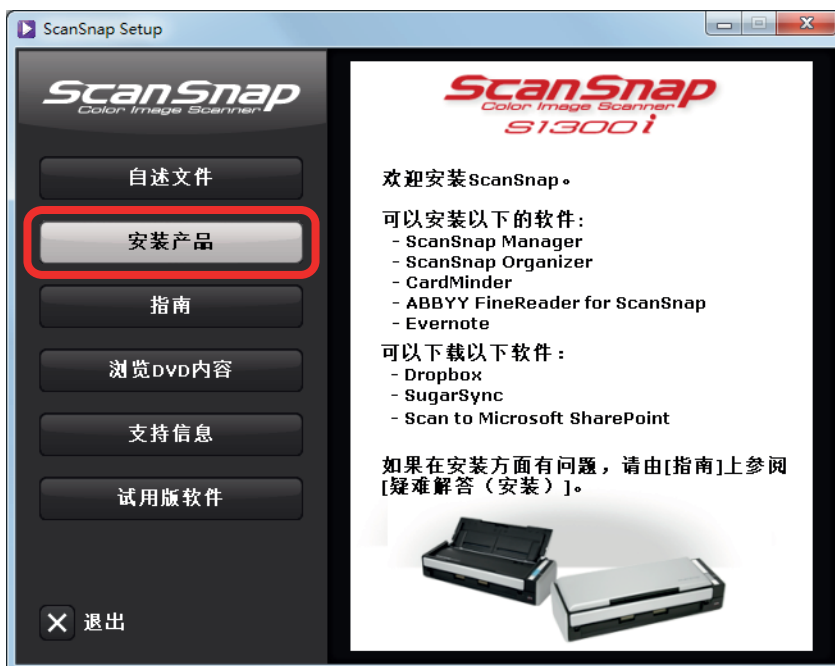 ScanSnap Setup
ScanSnap
Color Image Scanner
自述文件
安装产品
指南
浏览DVD内容
支持信息
试用版软件
退出
ScanSnap
Color Image Scanner
S1300i
欢迎安装ScanSnap。
可以安装以下的软件:
- ScanSnap Manager
- ScanSnap Organizer
- CardMinder
- ABBYY FineReader for ScanSnap
- Evernote
可以下载以下软件：
- Dropbox
- SugarSync
- Scan to Microsoft SharePoint
如果在安装方面有问题，请由[指南]上参阅
[疑难解答（安装）]。